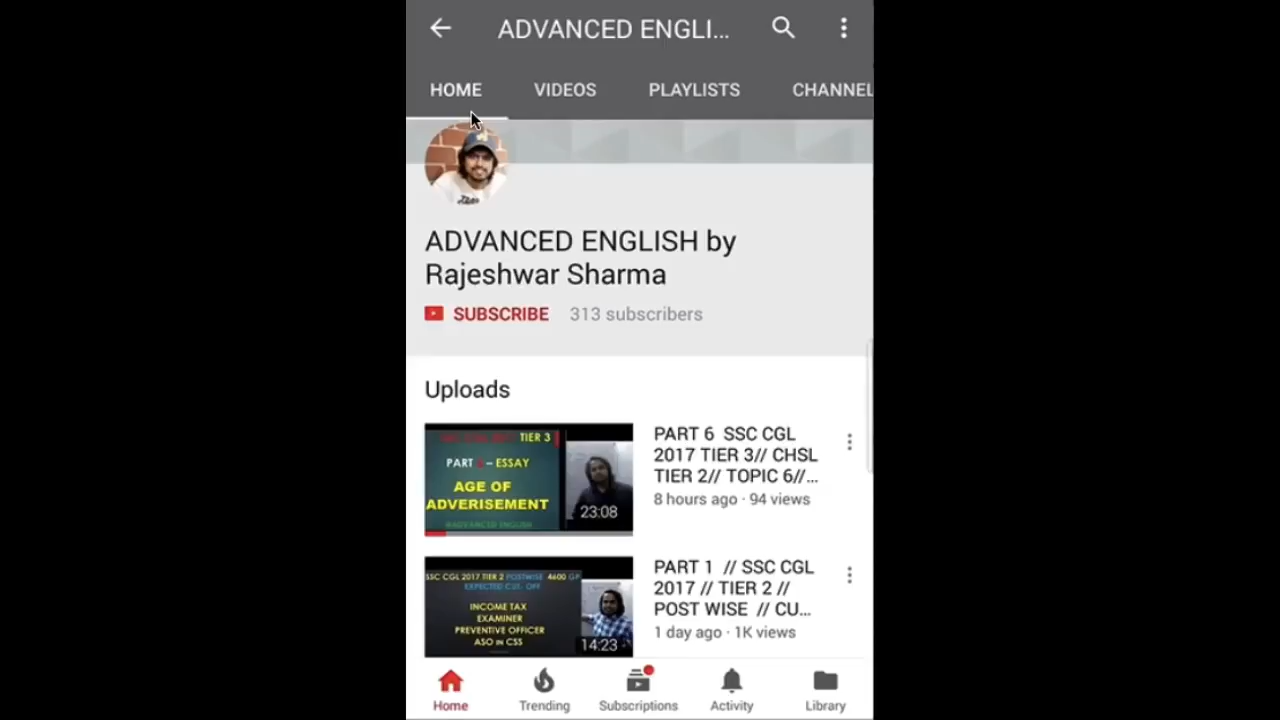 ADVANCED ENGLI...
HOME VIDEOS PLAYLISTS CHANNEL
ADVANCED ENGLISH by
Rajeshwar Sharma
SUBSCRIBE 313 subscribers
Uploads
TIER 3
PART – ESSAY
AGE OF
ADVERISEMENT
@ADVANCED ENGLISH
23:08
PART 6 SSC CGL
2017 TIER 3// CHSL
TIER 2// TOPIC 6//...
8 hours ago · 94 views
SSC CGL 2017 TIER 2 POSTWISE 4600 GP
EXPECTED CUT- OFF
INCOME TAX
EXAMINER
PREVENTIVE OFFICER
ASO IN CSS
14:23
PART 1 // SSC CGL
2017 // TIER 2 //
POST WISE // CU...
1 day ago · 1K views
Home Trending Subscriptions Activity Library